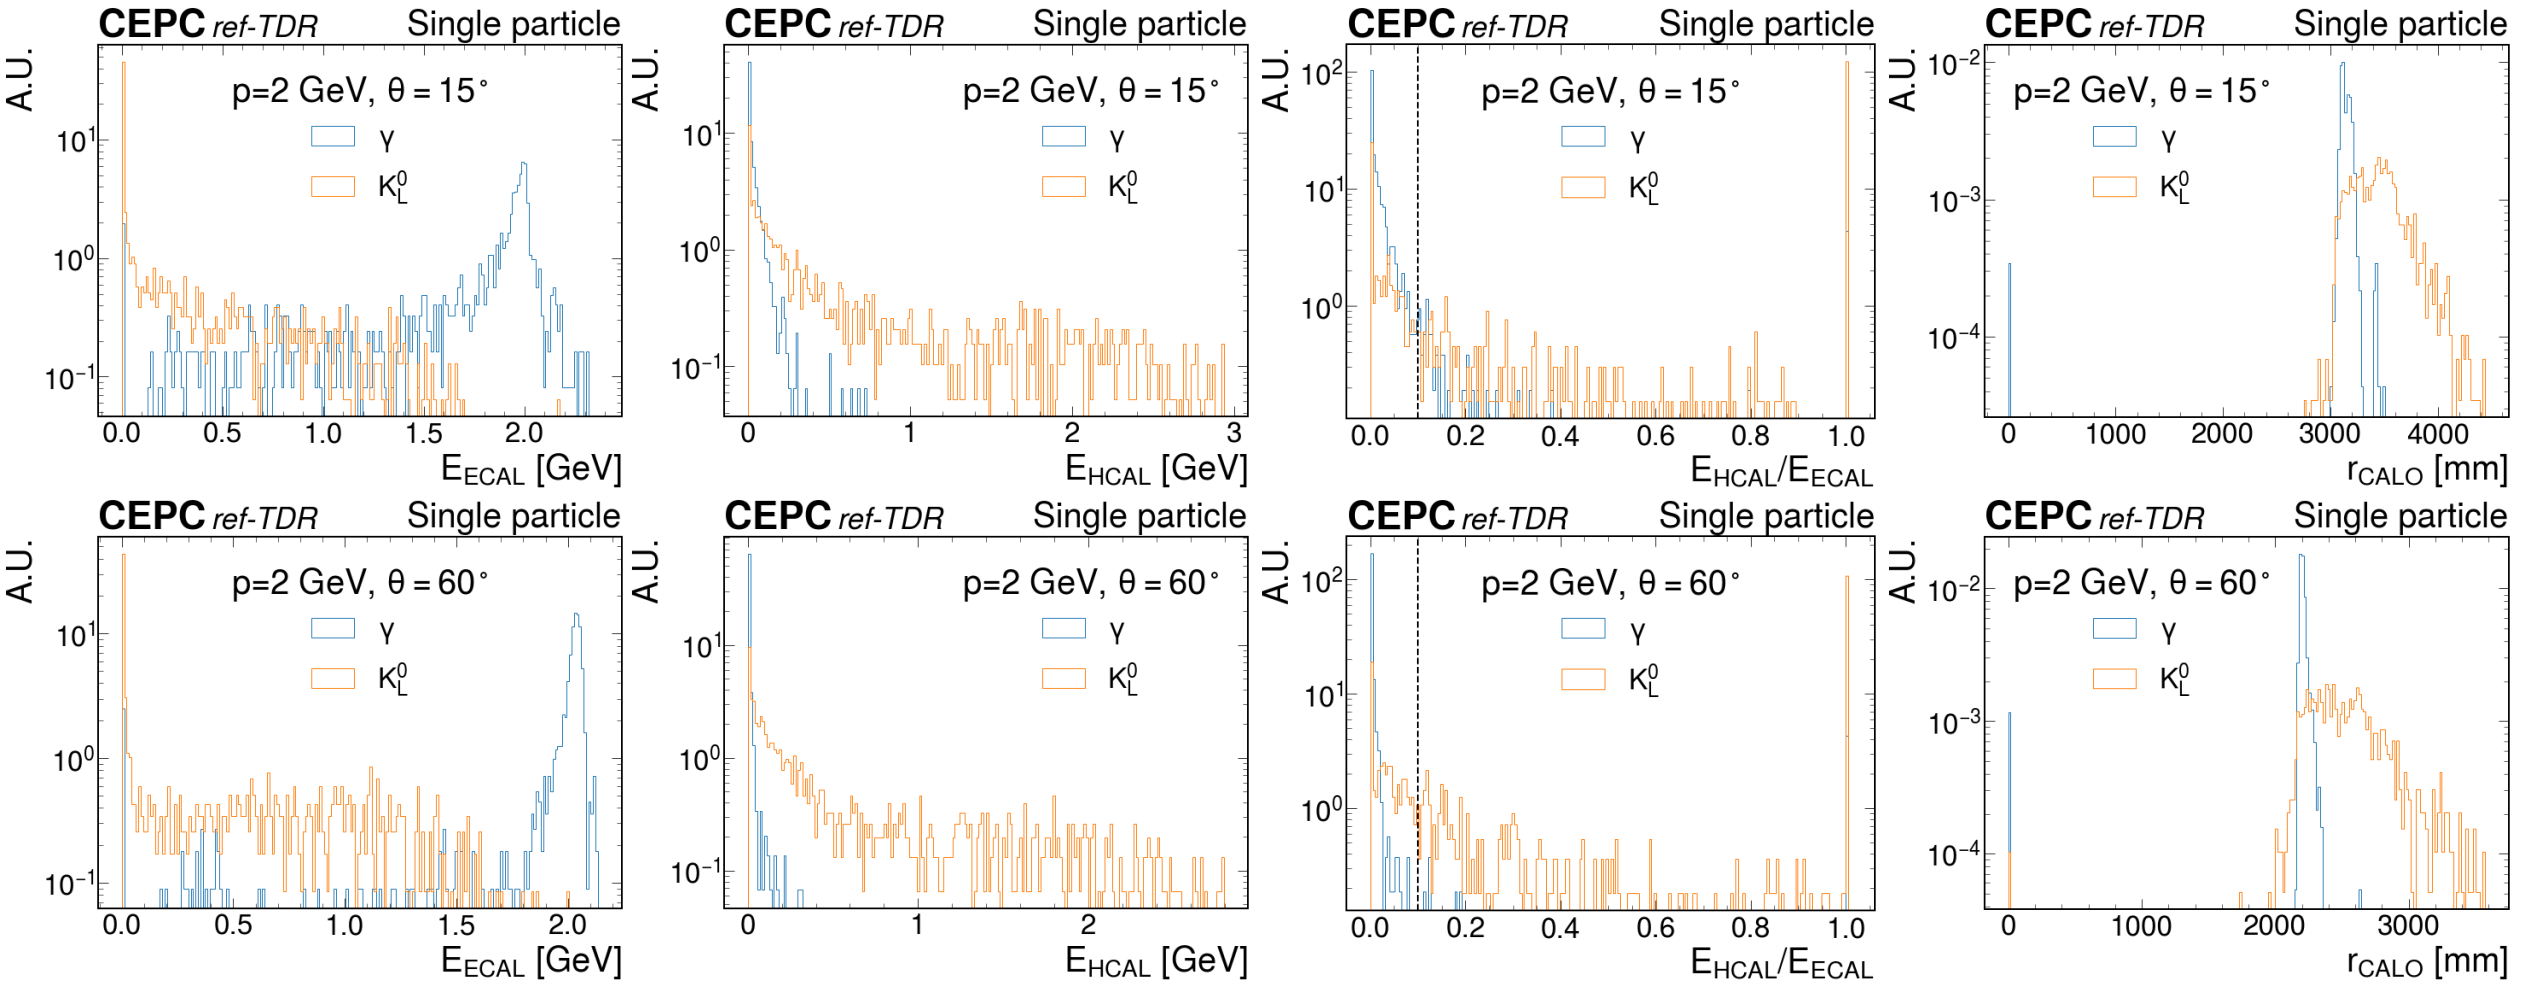 CEPC ref-TDR Single particle
A.U.
p=2 GeV, θ = 15°
γ
K⁰_L
10¹
10⁰
10⁻¹
0.0 0.5 1.0 1.5 2.0
E_ECAL [GeV]
CEPC ref-TDR Single particle
A.U.
p=2 GeV, θ = 15°
γ
K⁰_L
10¹
10⁰
10⁻¹
0 1 2 3
E_HCAL [GeV]
CEPC ref-TDR Single particle
A.U.
p=2 GeV, θ = 15°
γ
K⁰_L
10²
10¹
10⁰
0.0 0.2 0.4 0.6 0.8 1.0
E_HCAL/E_ECAL
CEPC ref-TDR Single particle
A.U.
p=2 GeV, θ = 15°
γ
K⁰_L
10⁻²
10⁻³
10⁻⁴
0 1000 2000 3000 4000
r_CALO [mm]
CEPC ref-TDR Single particle
A.U.
p=2 GeV, θ = 60°
γ
K⁰_L
10¹
10⁰
10⁻¹
0.0 0.5 1.0 1.5 2.0
E_ECAL [GeV]
CEPC ref-TDR Single particle
A.U.
p=2 GeV, θ = 60°
γ
K⁰_L
10¹
10⁰
10⁻¹
0 1 2
E_HCAL [GeV]
CEPC ref-TDR Single particle
A.U.
p=2 GeV, θ = 60°
γ
K⁰_L
10²
10¹
10⁰
0.0 0.2 0.4 0.6 0.8 1.0
E_HCAL/E_ECAL
CEPC ref-TDR Single particle
A.U.
p=2 GeV, θ = 60°
γ
K⁰_L
10⁻²
10⁻³
10⁻⁴
0 1000 2000 3000
r_CALO [mm]